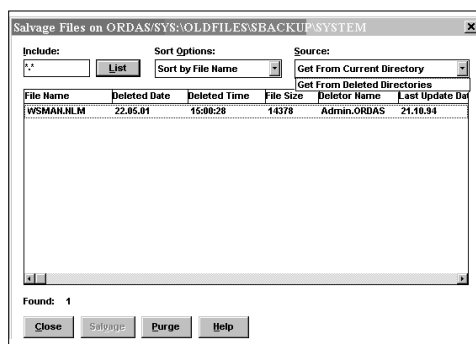 Salvage Files on ORDAS/SYS:\OLDFILES\SBACKUP\SYSTEM
Include: Sort Options: Source:
*.* List Sort by File Name Get From Current Directory
Get From Deleted Directories
File Name Deleted Date Deleted Time File Size Deletor Name Last Update Dat
WSMAN.NLM 22.05.01 15:00:28 14378 Admin.ORDAS 21.10.94
Found: 1
Close Salvage Purge Help